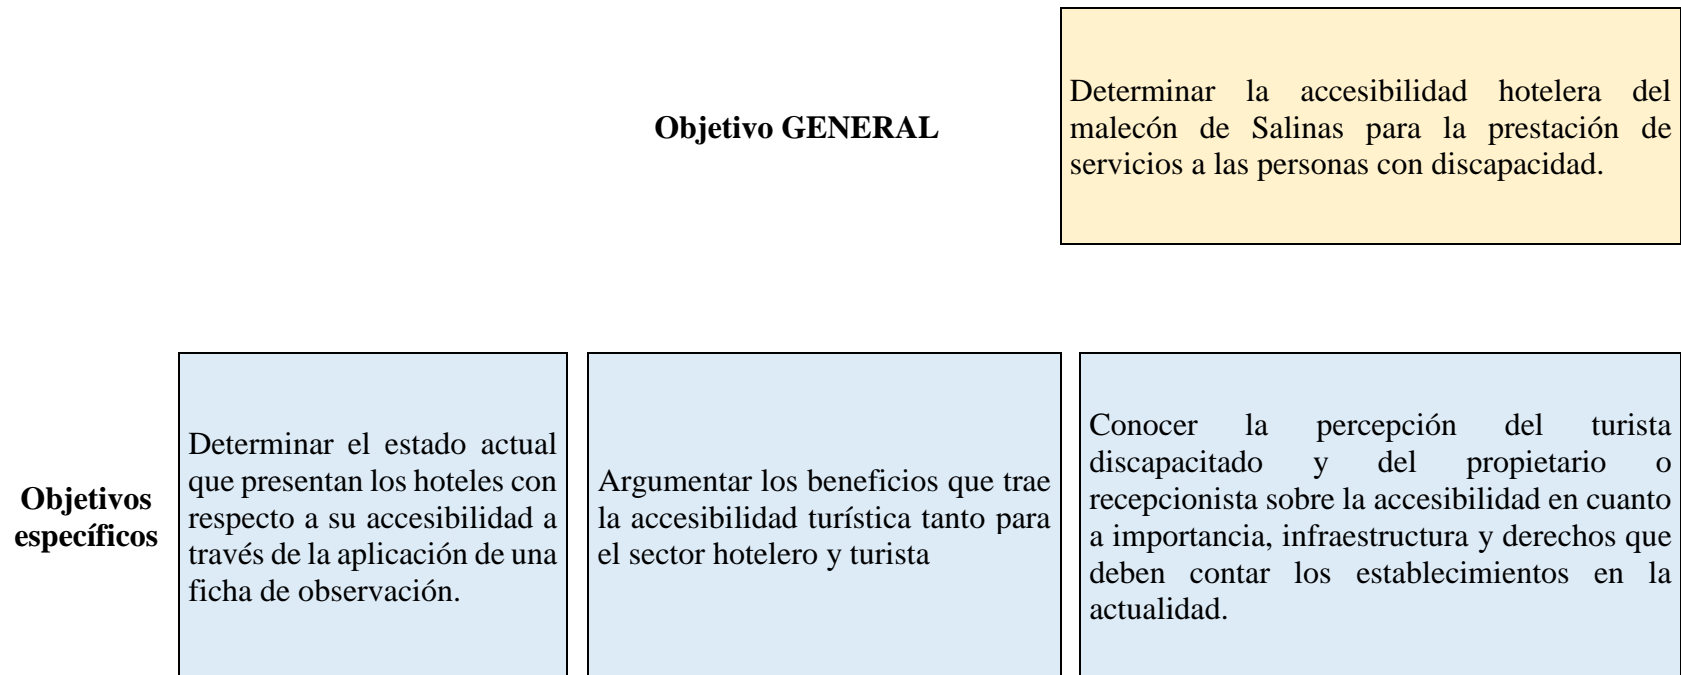 Objetivo GENERAL
Determinar la accesibilidad hotelera del
malecón de Salinas para la prestación de
servicios a las personas con discapacidad.
Objetivos
específicos
Determinar el estado actual
que presentan los hoteles con
respecto a su accesibilidad a
través de la aplicación de una
ficha de observación.
Argumentar los beneficios que trae
la accesibilidad turística tanto para
el sector hotelero y turista
Conocer la percepción del turista
discapacitado y del propietario o
recepcionista sobre la accesibilidad en cuanto
a importancia, infraestructura y derechos que
deben contar los establecimientos en la
actualidad.